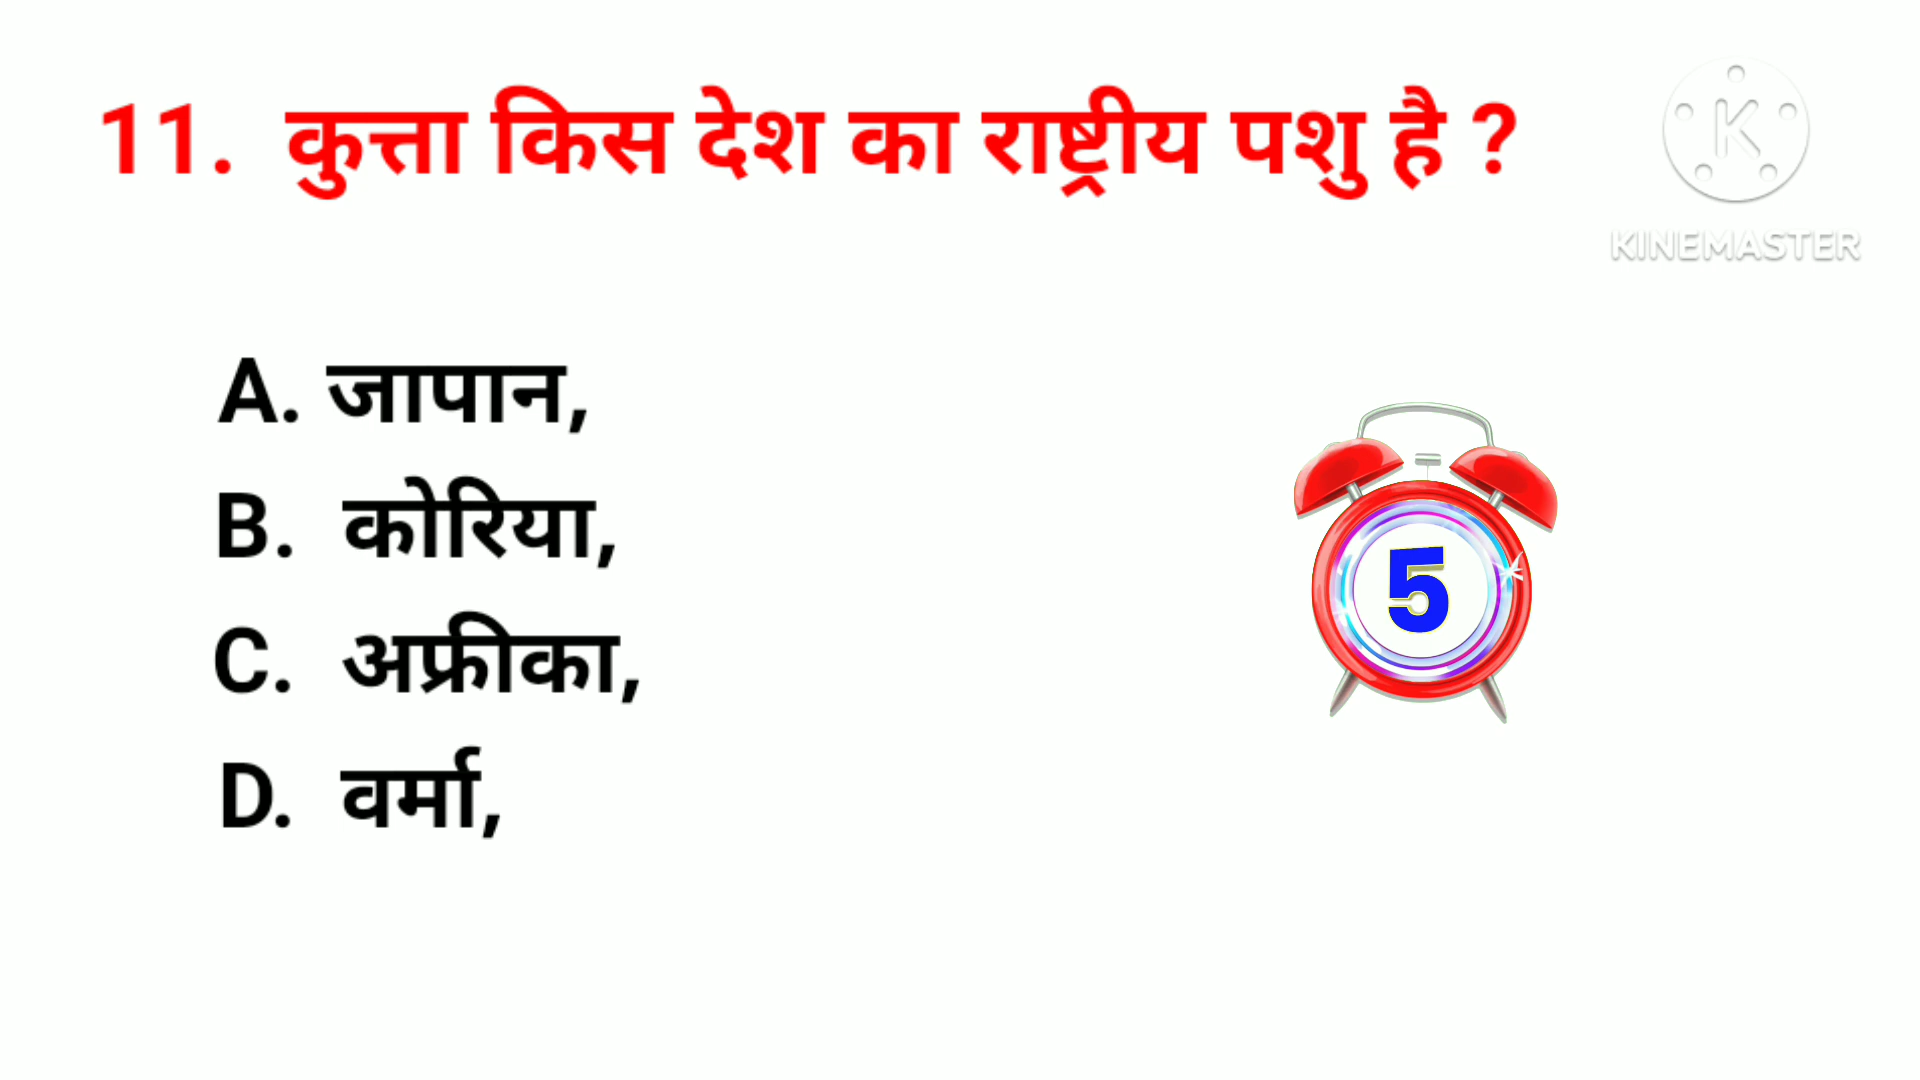 11. कुत्ता किस देश का राष्ट्रीय पशु है ?
K
KINEMASTER
A. जापान,
B. कोरिया,
C. अफ्रीका,
D. वर्मा,
5